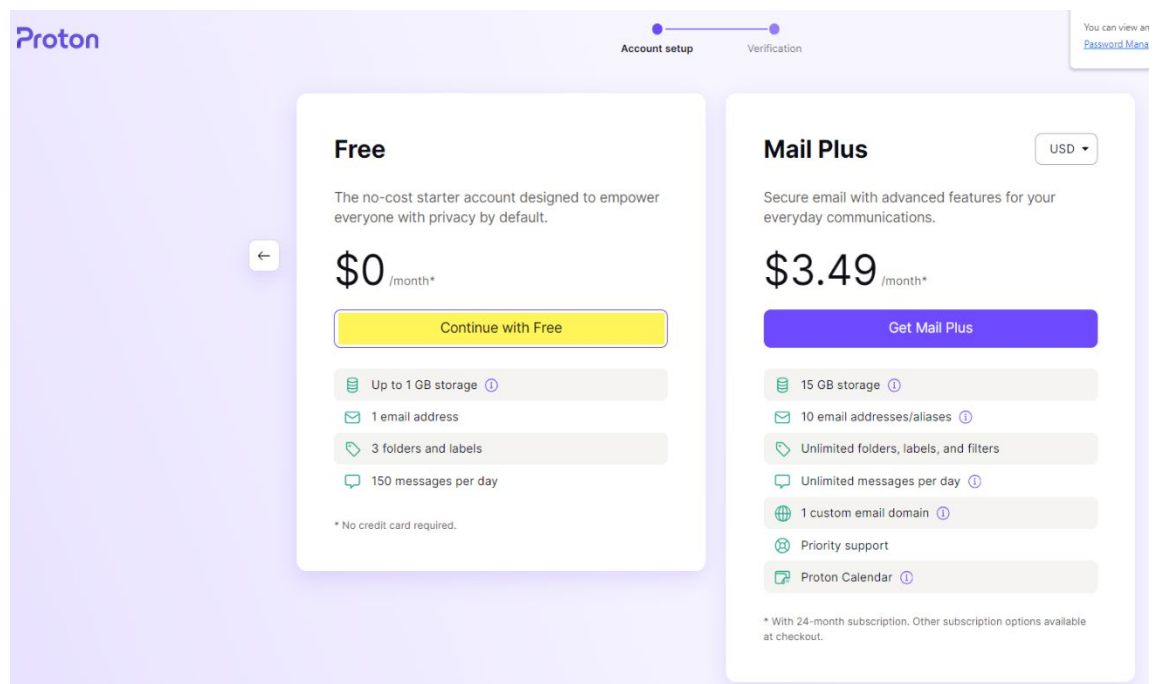 Proton
Account setup
Verification
You can view an
Password Mana
Free
The no-cost starter account designed to empower
everyone with privacy by default.
$0 /month*
Continue with Free
Up to 1 GB storage
1 email address
3 folders and labels
150 messages per day
* No credit card required.
Mail Plus
USD
Secure email with advanced features for your
everyday communications.
$3.49 /month*
Get Mail Plus
15 GB storage
10 email addresses/aliases
Unlimited folders, labels, and filters
Unlimited messages per day
1 custom email domain
Priority support
Proton Calendar
* With 24-month subscription. Other subscription options available
at checkout.